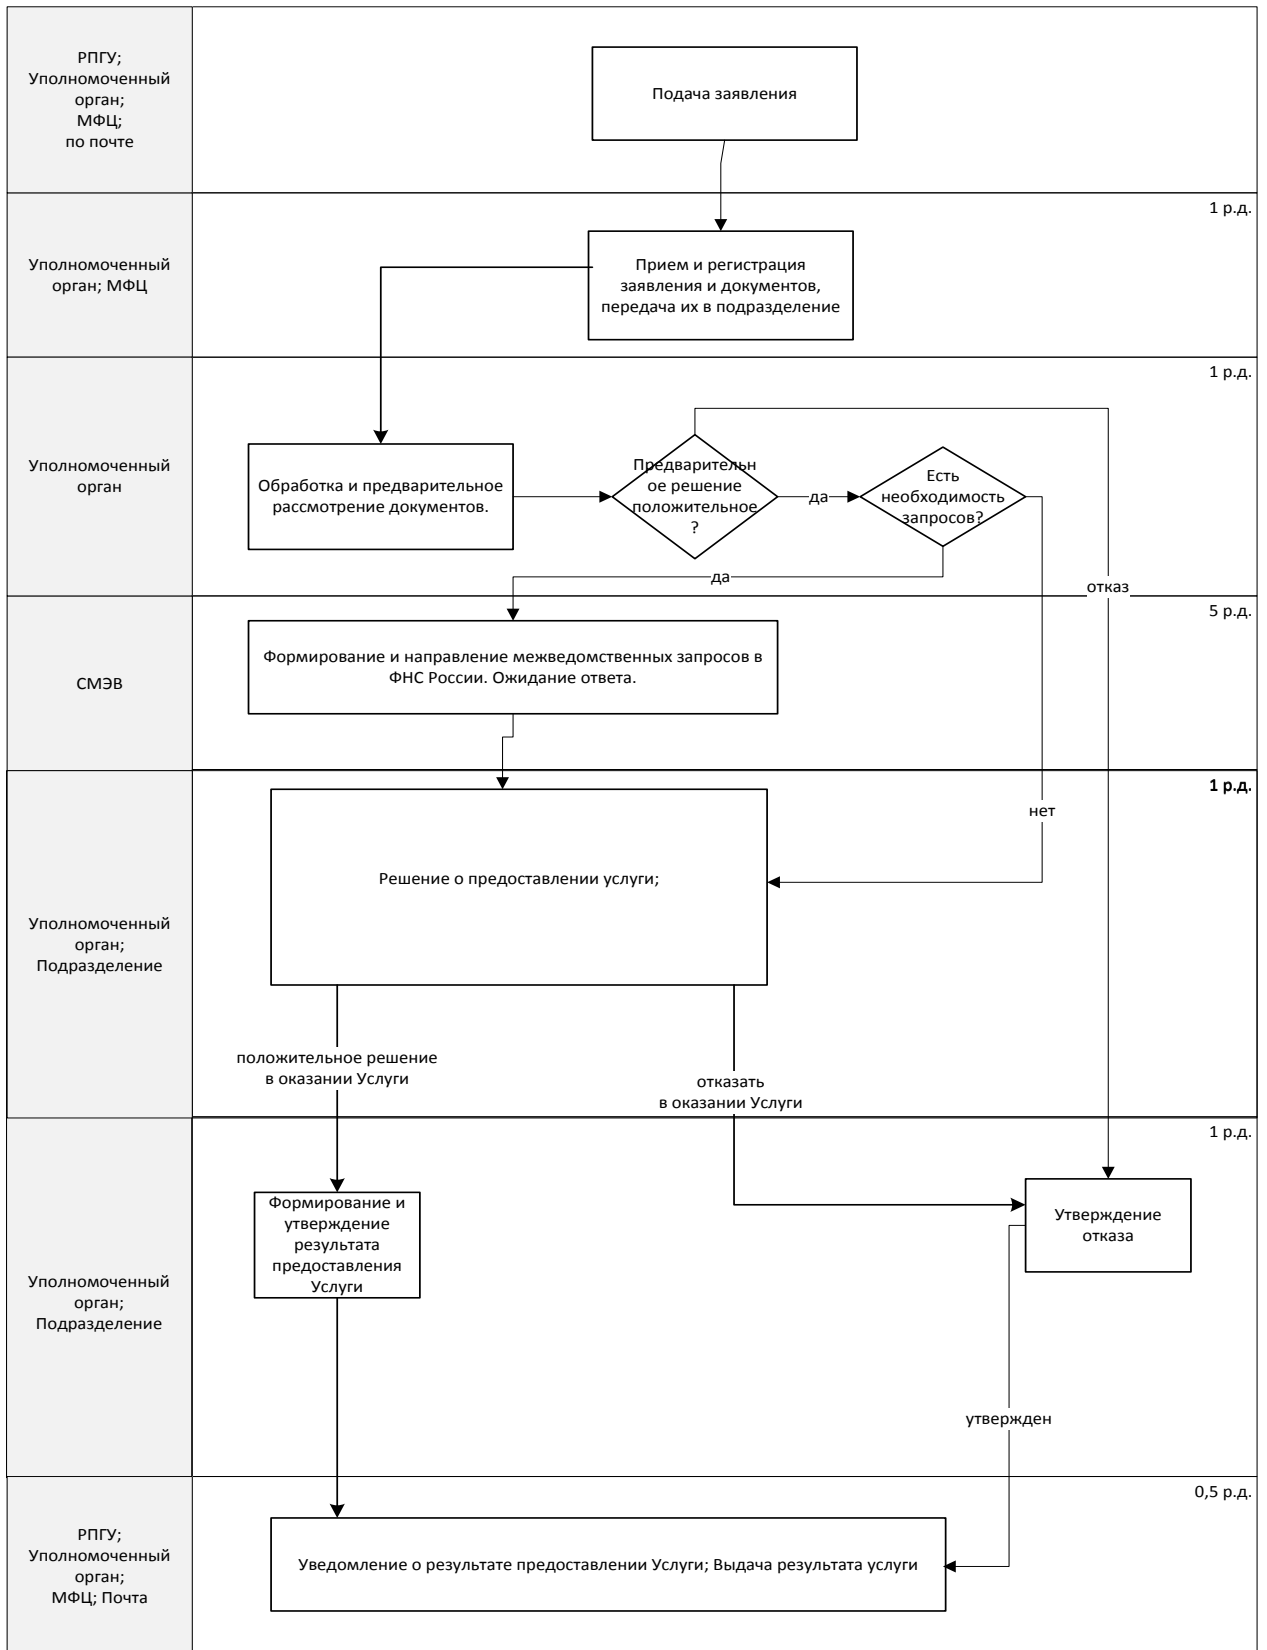 РПГУ;
Уполномоченный
орган;
МФЦ;
по почте
Подача заявления
1 р.д.
Уполномоченный
орган; МФЦ
Прием и регистрация
заявления и документов,
передача их в подразделение
1 р.д.
Уполномоченный
орган
Обработка и предварительное
рассмотрение документов.
Предварительн
ое решение
положительное
?
да
Есть
необходимость
запросов?
да
отказ
5 р.д.
СМЭВ
Формирование и направление межведомственных запросов в
ФНС России. Ожидание ответа.
1 р.д.
нет
Уполномоченный
орган;
Подразделение
Решение о предоставлении услуги;
положительное решение
в оказании Услуги
отказать
в оказании Услуги
1 р.д.
Уполномоченный
орган;
Подразделение
Формирование и
утверждение
результата
предоставления
Услуги
Утверждение
отказа
утвержден
0,5 р.д.
РПГУ;
Уполномоченный
орган;
МФЦ; Почта
Уведомление о результате предоставлении Услуги; Выдача результата услуги